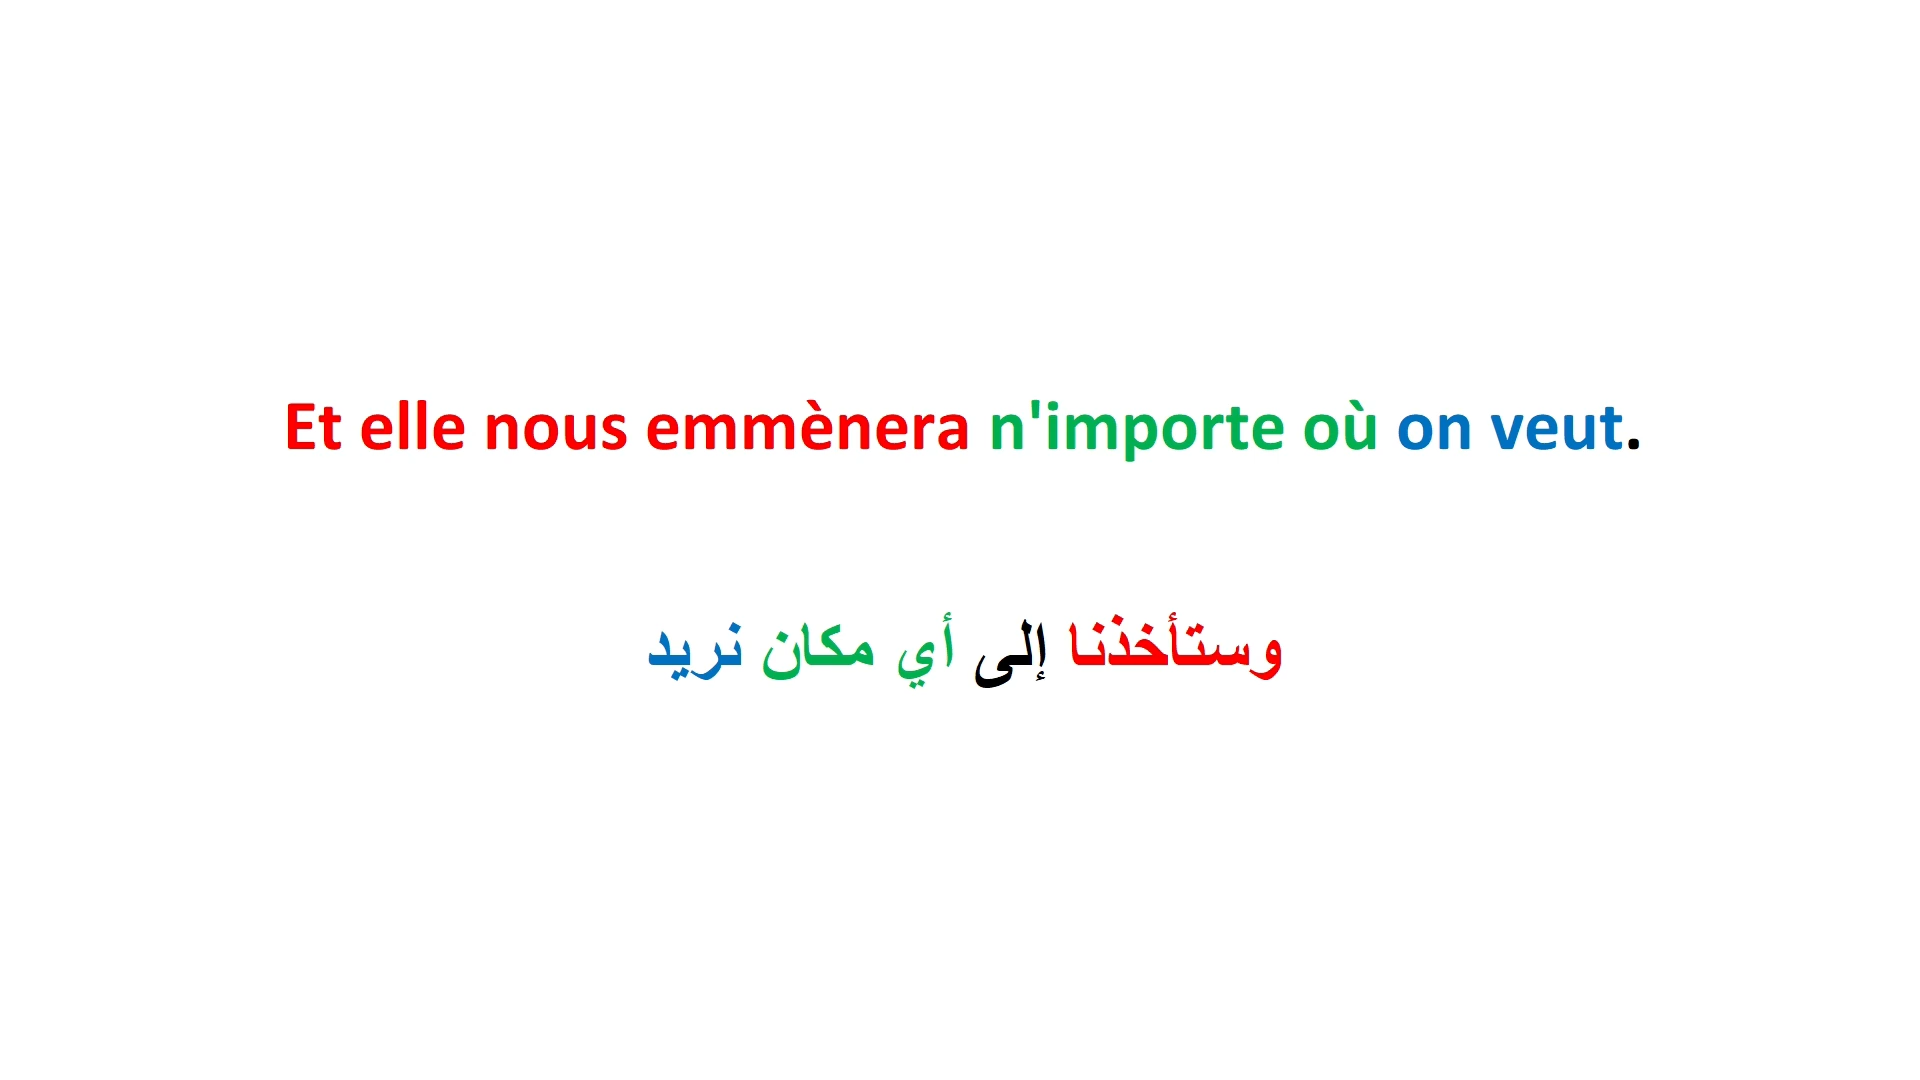 Et elle nous emmènera n'importe où on veut.
وستأخذنا إلى أي مكان نريد